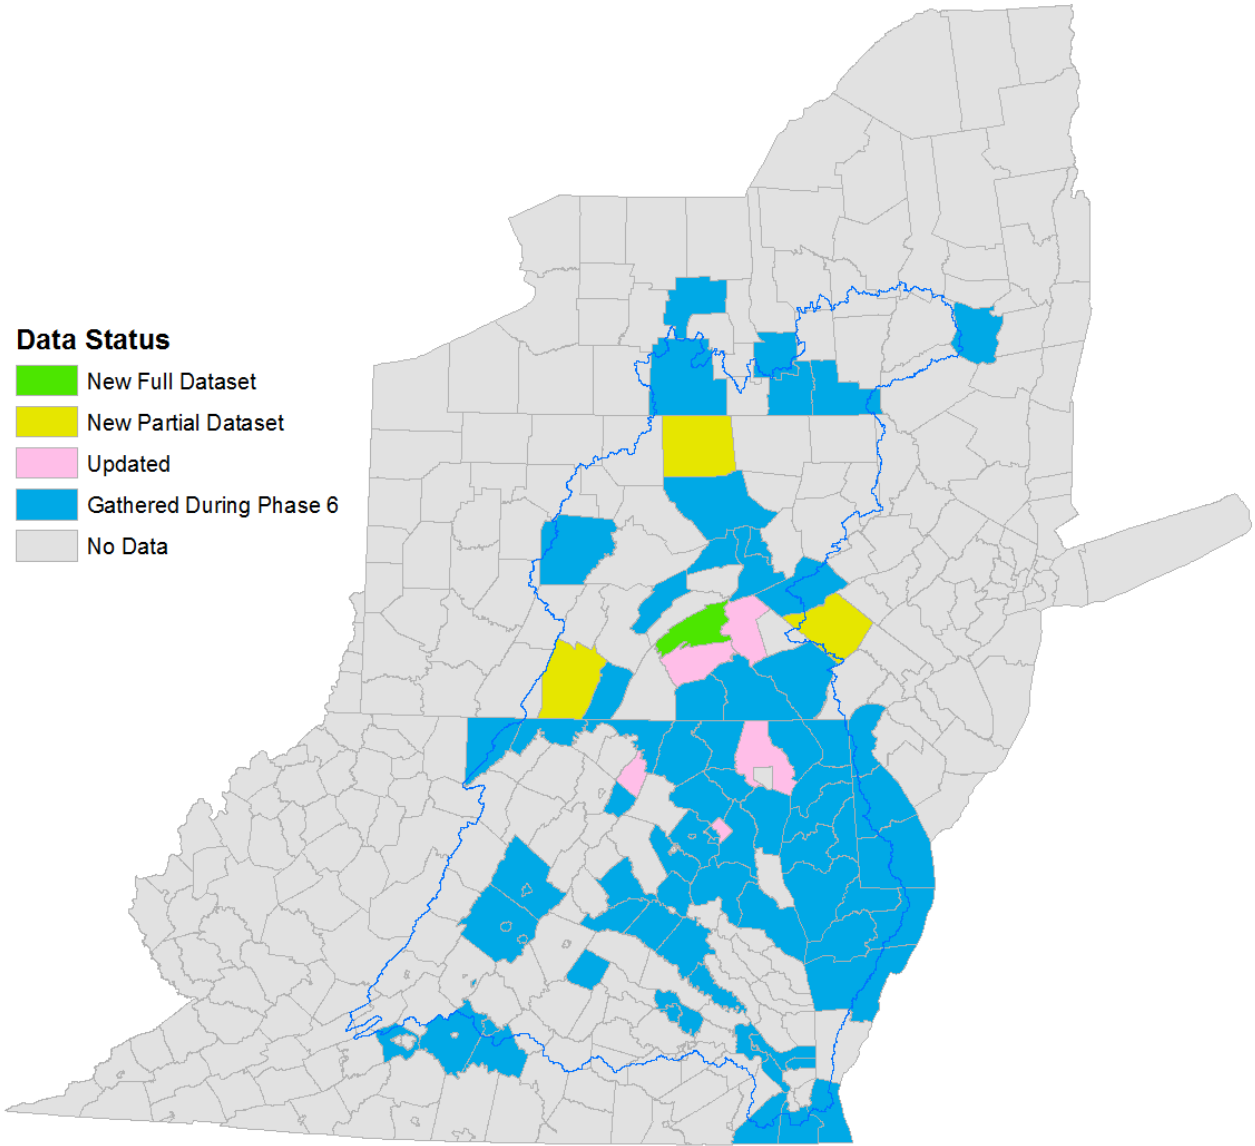 Data Status
New Full Dataset
New Partial Dataset
Updated
Gathered During Phase 6
No Data